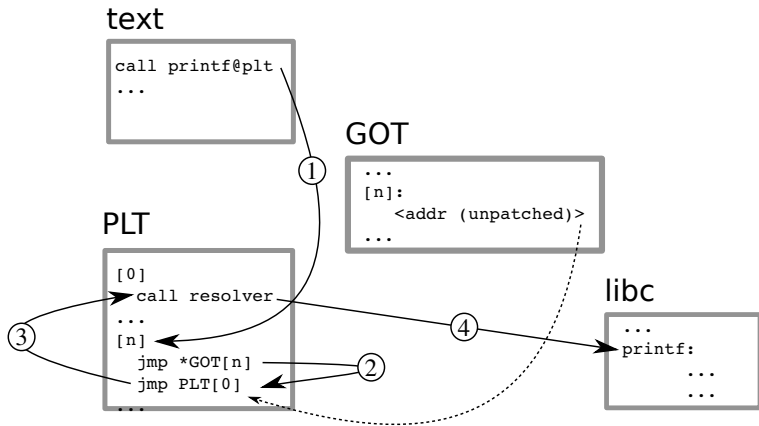 text
call printf@plt
...
①
GOT
...
[n]:
<addr (unpatched)>
...
PLT
[0]
call resolver
...
[n]
jmp *GOT[n]
jmp PLT[0]
...
③
②
④
libc
...
printf:
...
...